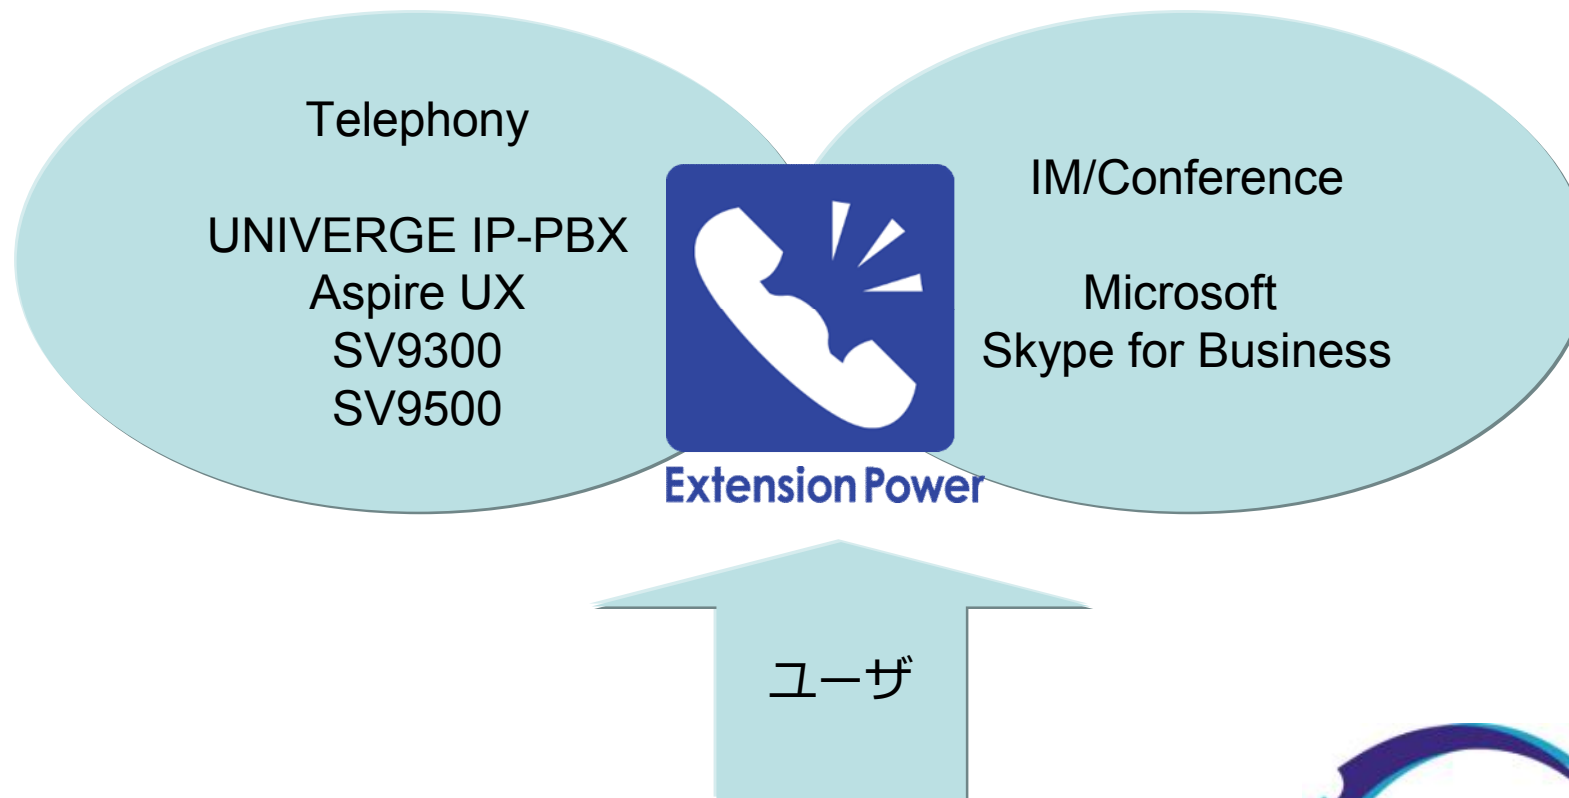 Telephony
UNIVERGE IP-PBX
Aspire UX
SV9300
SV9500
IM/Conference
Microsoft
Skype for Business
Extension Power
ユーザ